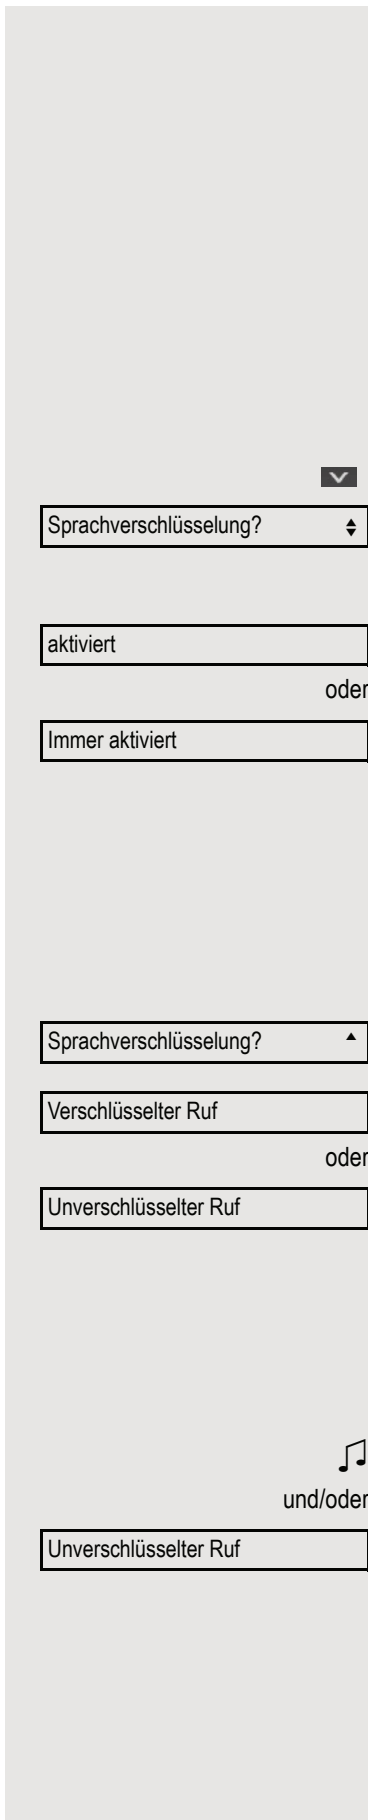 Sprachverschlüsselung?
aktiviert
oder
Immer aktiviert
Sprachverschlüsselung?
Verschlüsselter Ruf
oder
Unverschlüsselter Ruf
und/oder
Unverschlüsselter Ruf